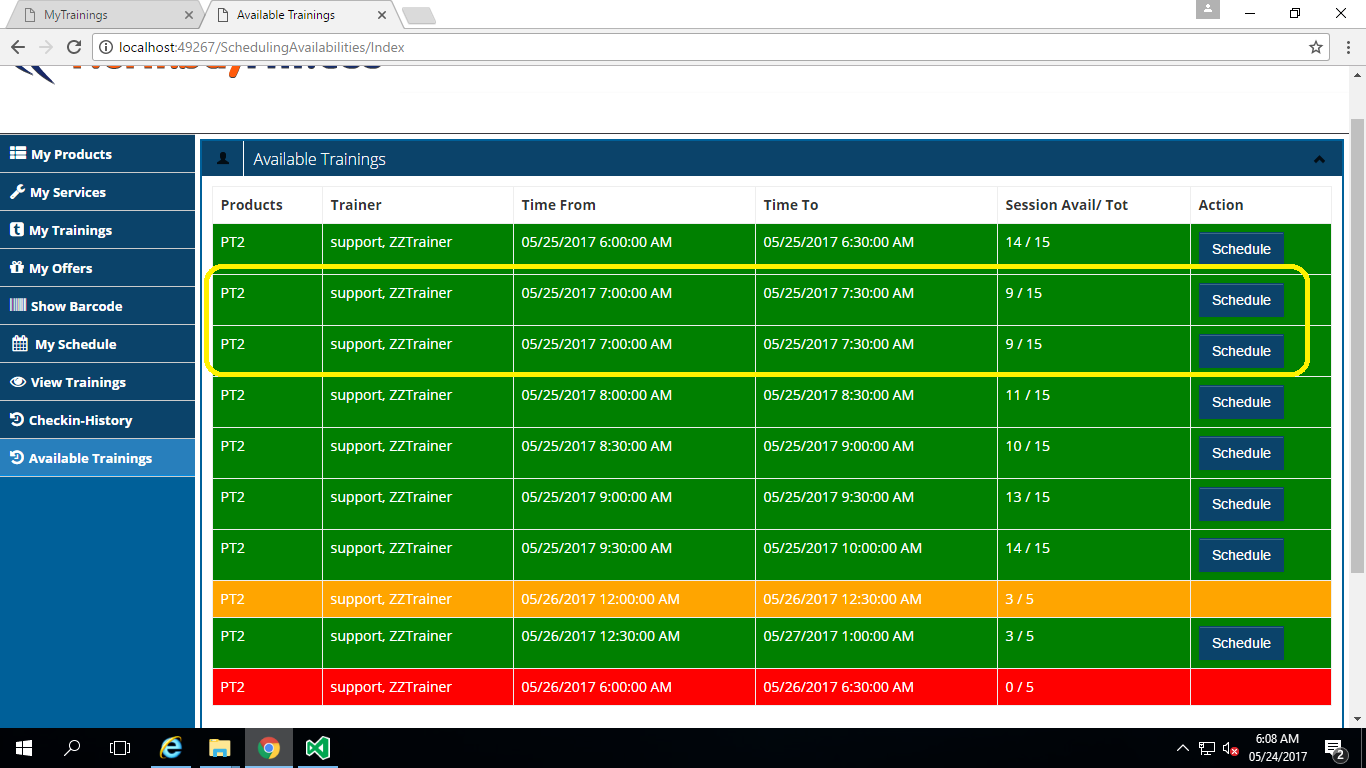 MyTrainings
Available Trainings
localhost:49267/SchedulingAvailabilities/Index
My Products
My Services
My Trainings
My Offers
Show Barcode
My Schedule
View Trainings
Checkin-History
Available Trainings
Available Trainings
Products Trainer Time From Time To Session Avail/ Tot Action
PT2 support, ZZTrainer 05/25/2017 6:00:00 AM 05/25/2017 6:30:00 AM 14 / 15 Schedule
PT2 support, ZZTrainer 05/25/2017 7:00:00 AM 05/25/2017 7:30:00 AM 9 / 15 Schedule
PT2 support, ZZTrainer 05/25/2017 7:00:00 AM 05/25/2017 7:30:00 AM 9 / 15 Schedule
PT2 support, ZZTrainer 05/25/2017 8:00:00 AM 05/25/2017 8:30:00 AM 11 / 15 Schedule
PT2 support, ZZTrainer 05/25/2017 8:30:00 AM 05/25/2017 9:00:00 AM 10 / 15 Schedule
PT2 support, ZZTrainer 05/25/2017 9:00:00 AM 05/25/2017 9:30:00 AM 13 / 15 Schedule
PT2 support, ZZTrainer 05/25/2017 9:30:00 AM 05/25/2017 10:00:00 AM 14 / 15 Schedule
PT2 support, ZZTrainer 05/26/2017 12:00:00 AM 05/26/2017 12:30:00 AM 3 / 5
PT2 support, ZZTrainer 05/26/2017 12:30:00 AM 05/27/2017 1:00:00 AM 3 / 5 Schedule
PT2 support, ZZTrainer 05/26/2017 6:00:00 AM 05/26/2017 6:30:00 AM 0 / 5
6:08 AM
05/24/2017
2